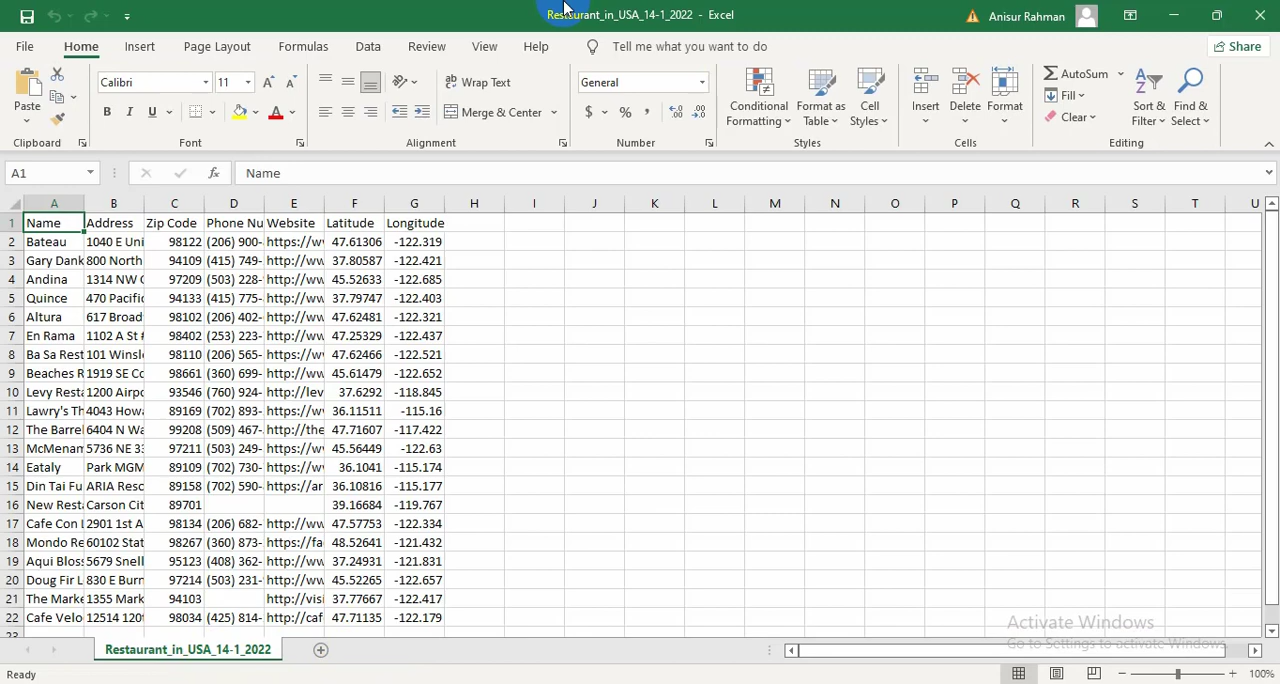 Restaurant_in_USA_14-1_2022 - Excel
Anisur Rahman
File Home Insert Page Layout Formulas Data Review View Help Tell me what you want to do Share
Calibri 11 Wrap Text General AutoSum
Fill
Clear
Paste
B I U Merge & Center $ % ,
Conditional Formatting
Format as Table
Cell Styles
Insert Delete Format
Sort & Filter
Find & Select
Clipboard Font Alignment Number Styles Cells Editing
A1 fx Name
A B C D E F G H I J K L M N O P Q R S T U
1 Name Address Zip Code Phone Nu Website Latitude Longitude
2 Bateau 1040 E Uni 98122 (206) 900- https://w 47.61306 -122.319
3 Gary Dank 800 North 94109 (415) 749- http://ww 37.80587 -122.421
4 Andina 1314 NW 97209 (503) 228- https://w 45.52633 -122.685
5 Quince 470 Pacific 94133 (415) 775- http://ww 37.79747 -122.403
6 Altura 617 Broad 98102 (206) 402- http://ww 47.62481 -122.321
7 En Rama 1102 A St # 98402 (253) 223- http://ww 47.25329 -122.437
8 Ba Sa Rest 101 Winsl 98110 (206) 565- http://ww 47.62466 -122.521
9 Beaches R 1919 SE Co 98661 (360) 699- http://ww 45.61479 -122.652
10 Levy Resta 1200 Airpo 93546 (760) 924- http://lev 37.6292 -118.845
11 Lawry's Th 4043 Howa 89169 (702) 893- https://w 36.11511 -115.16
12 The Barrel 6404 N Wa 99208 (509) 467- http://the 47.71607 -117.422
13 McMenam 5736 NE 33 97211 (503) 249- https://w 45.56449 -122.63
14 Eataly Park MGM 89109 (702) 730- https://w 36.1041 -115.174
15 Din Tai Fu ARIA Reso 89158 (702) 590- https://ar 36.10816 -115.177
16 New Resta Carson Cit 89701 39.16684 -119.767
17 Cafe Con 2901 1st A 98134 (206) 682- http://ww 47.57753 -122.334
18 Mondo Re 60102 Stat 98267 (360) 873- https://fa 48.52641 -121.432
19 Aqui Bloss 5679 Snell 95123 (408) 362- http://ww 37.24931 -121.831
20 Doug Fir L 830 E Burn 97214 (503) 231- http://ww 45.52265 -122.657
21 The Marke 1355 Mark 94103 http://visi 37.77667 -122.417
22 Cafe Velo 12514 120t 98034 (425) 814- http://caf 47.71135 -122.179
23
Activate Windows
Go to Settings to activate Windows.
Restaurant_in_USA_14-1_2022
Ready 100%